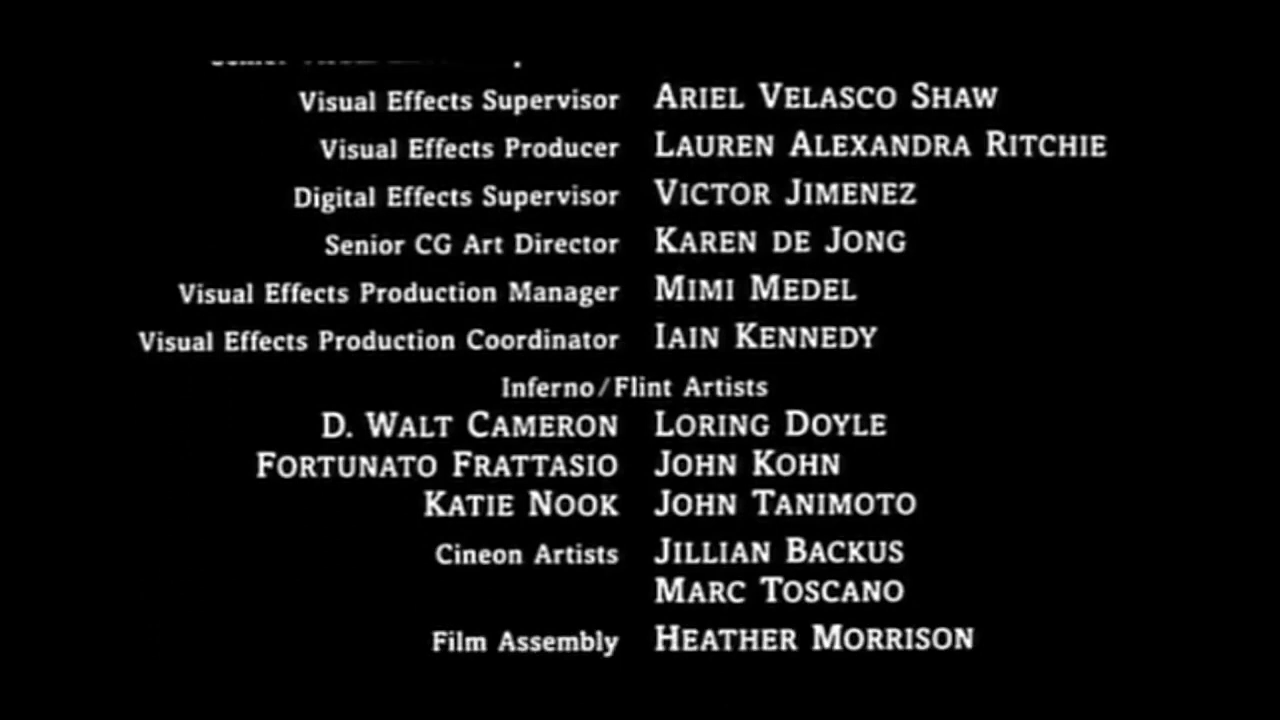 Visual Effects Supervisor ARIEL VELASCO SHAW
Visual Effects Producer LAUREN ALEXANDRA RITCHIE
Digital Effects Supervisor VICTOR JIMENEZ
Senior CG Art Director KAREN DE JONG
Visual Effects Production Manager MIMI MEDEL
Visual Effects Production Coordinator IAIN KENNEDY
Inferno/Flint Artists
D. WALT CAMERON LORING DOYLE
FORTUNATO FRATTASIO JOHN KOHN
KATIE NOOK JOHN TANIMOTO
Cineon Artists JILLIAN BACKUS
MARC TOSCANO
Film Assembly HEATHER MORRISON